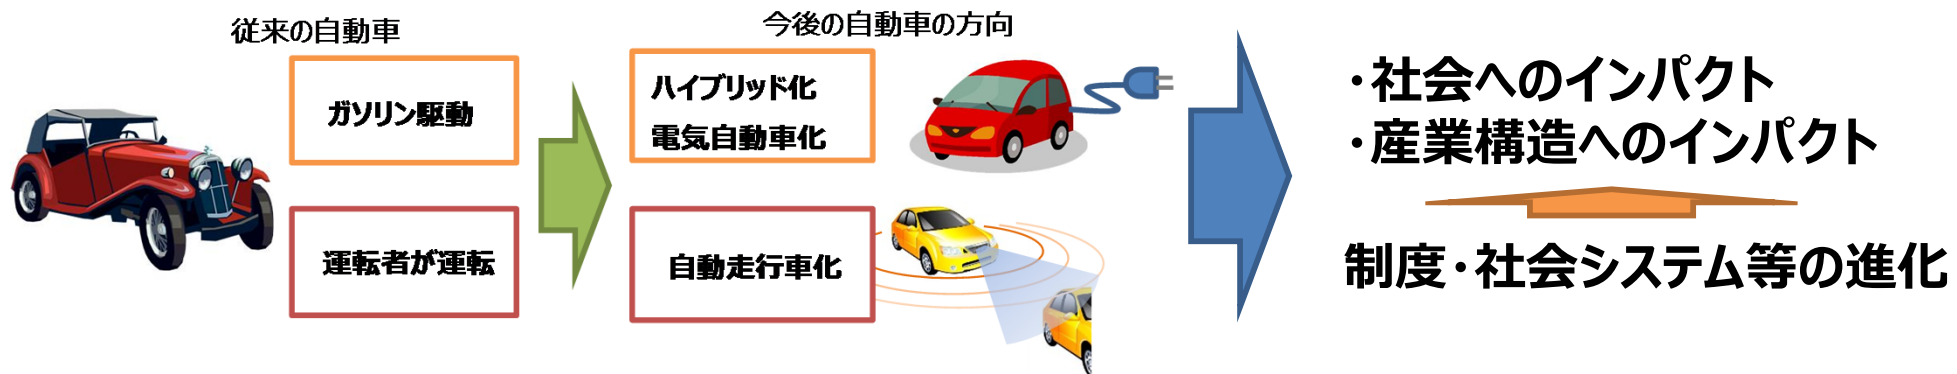 従来の自動車
ガソリン駆動
運転者が運転
今後の自動車の方向
ハイブリッド化
電気自動車化
自動走行車化
・社会へのインパクト
・産業構造へのインパクト
制度・社会システム等の進化